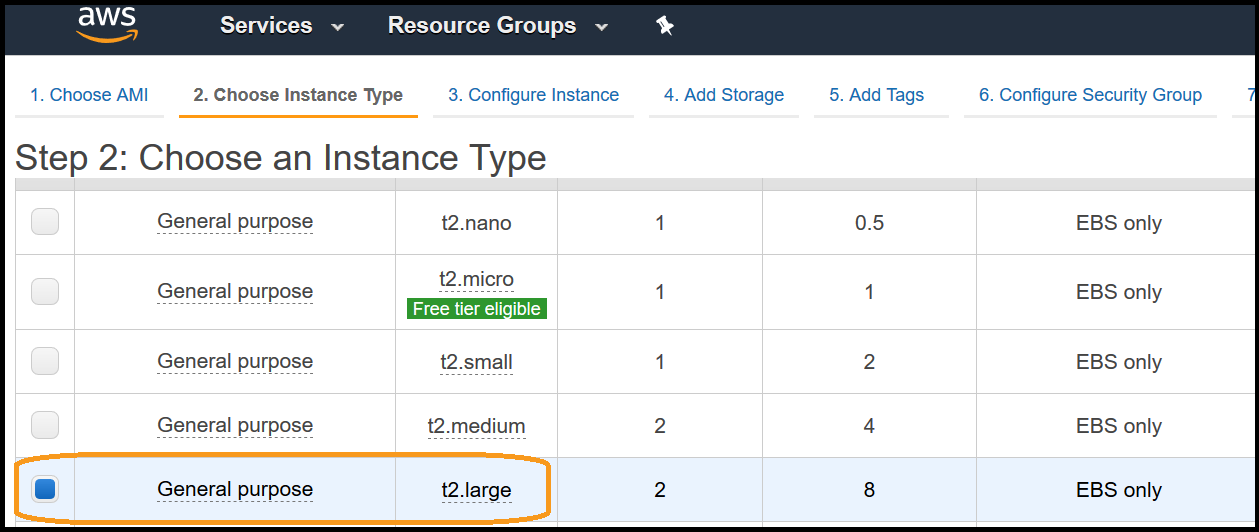 aws Services Resource Groups
1. Choose AMI 2. Choose Instance Type 3. Configure Instance 4. Add Storage 5. Add Tags 6. Configure Security Group 7
Step 2: Choose an Instance Type
General purpose t2.nano 1 0.5 EBS only
General purpose t2.micro 1 1 EBS only
Free tier eligible
General purpose t2.small 1 2 EBS only
General purpose t2.medium 2 4 EBS only
General purpose t2.large 2 8 EBS only